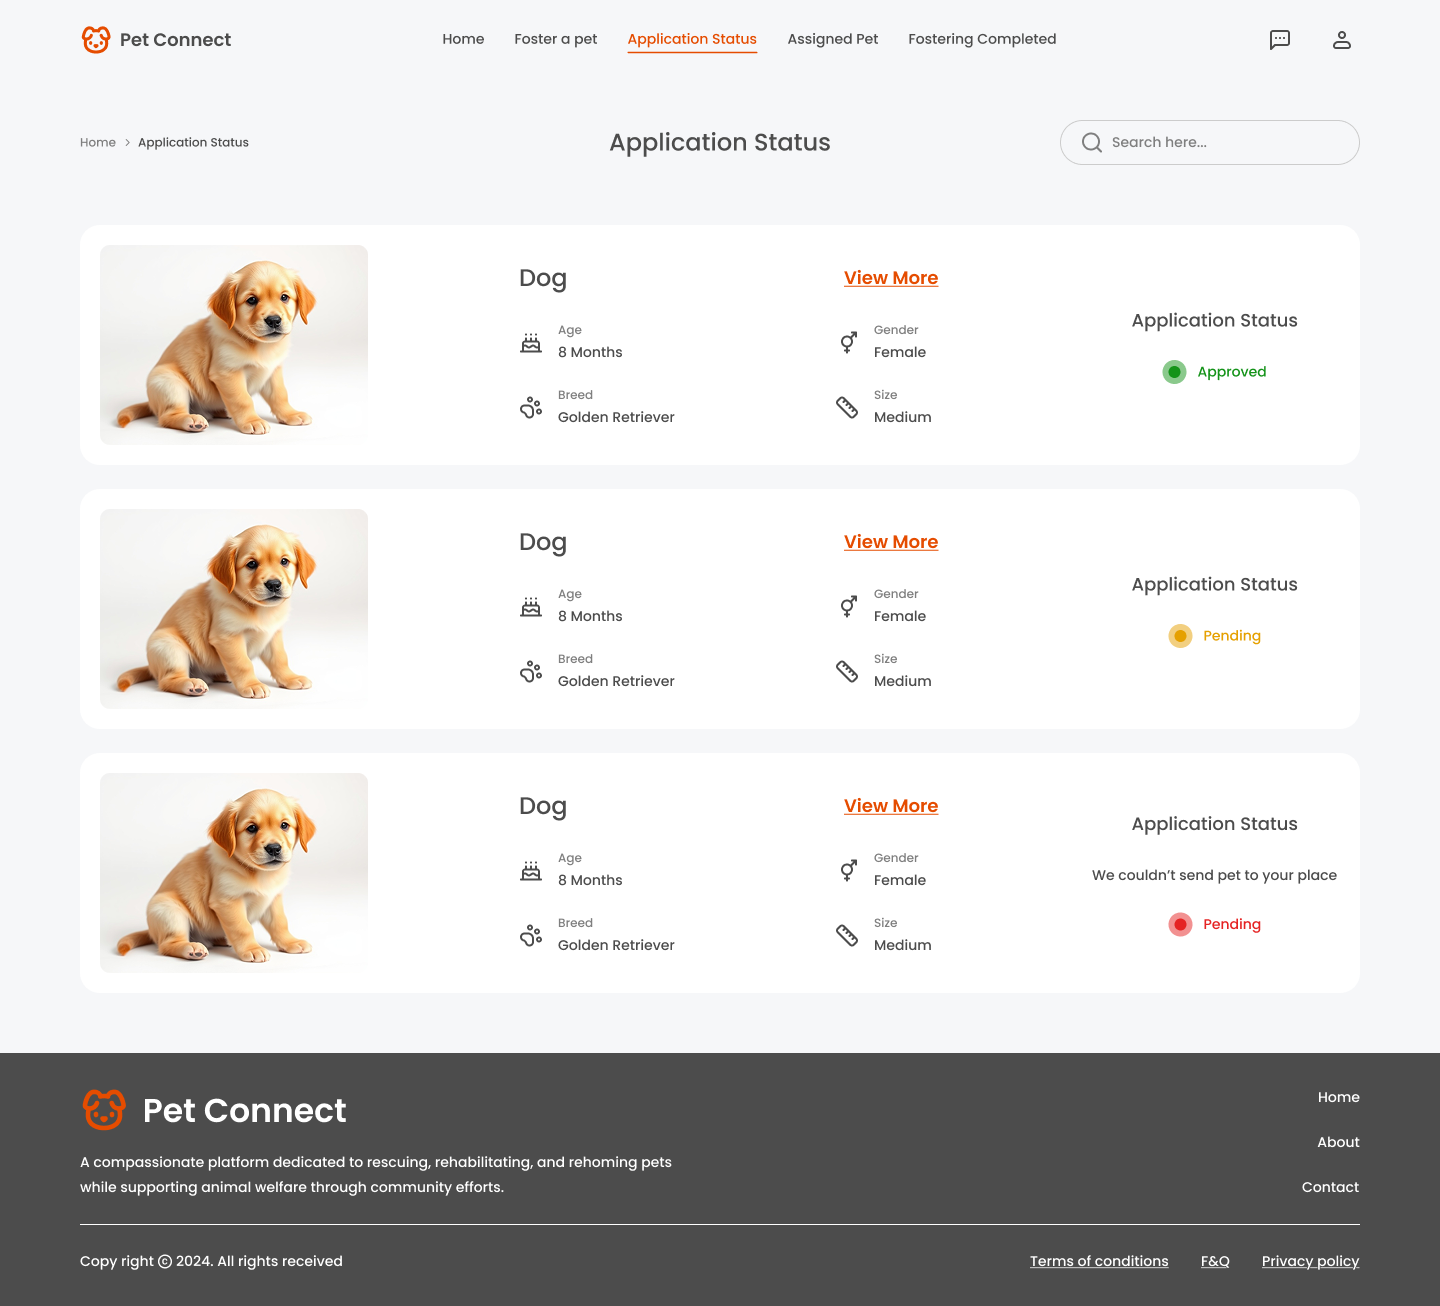 Pet Connect
Home
Foster a pet
Application Status
Assigned Pet
Fostering Completed
Home > Application Status
Application Status
Search here...
Dog
View More
Age
8 Months
Gender
Female
Breed
Golden Retriever
Size
Medium
Application Status
Approved
Dog
View More
Age
8 Months
Gender
Female
Breed
Golden Retriever
Size
Medium
Application Status
Pending
Dog
View More
Age
8 Months
Gender
Female
Breed
Golden Retriever
Size
Medium
Application Status
We couldn’t send pet to your place
Pending
Pet Connect
A compassionate platform dedicated to rescuing, rehabilitating, and rehoming pets
while supporting animal welfare through community efforts.
Home
About
Contact
Copy right © 2024. All rights received
Terms of conditions
F&Q
Privacy policy